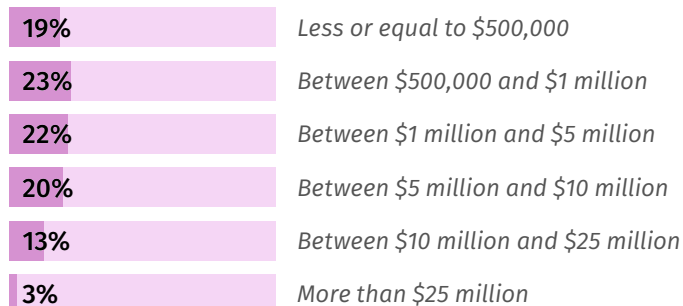 19% Less or equal to $500,000
23% Between $500,000 and $1 million
22% Between $1 million and $5 million
20% Between $5 million and $10 million
13% Between $10 million and $25 million
3% More than $25 million